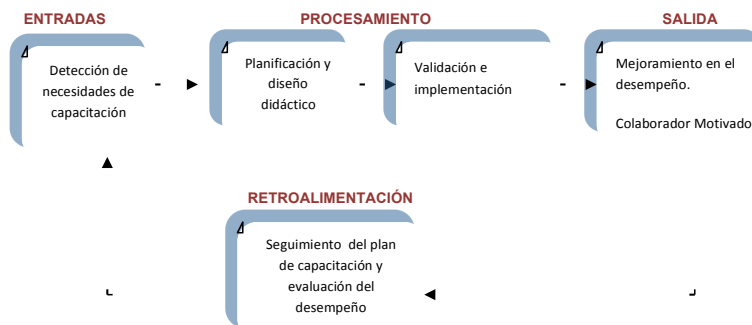 ENTRADAS
PROCESAMIENTO
SALIDA
Detección de
necesidades de
capacitación
Planificación y
diseño
didáctico
Validación e
implementación
Mejoramiento en el
desempeño.
Colaborador Motivado
RETROALIMENTACIÓN
Seguimiento del plan
de capacitación y
evaluación del
desempeño